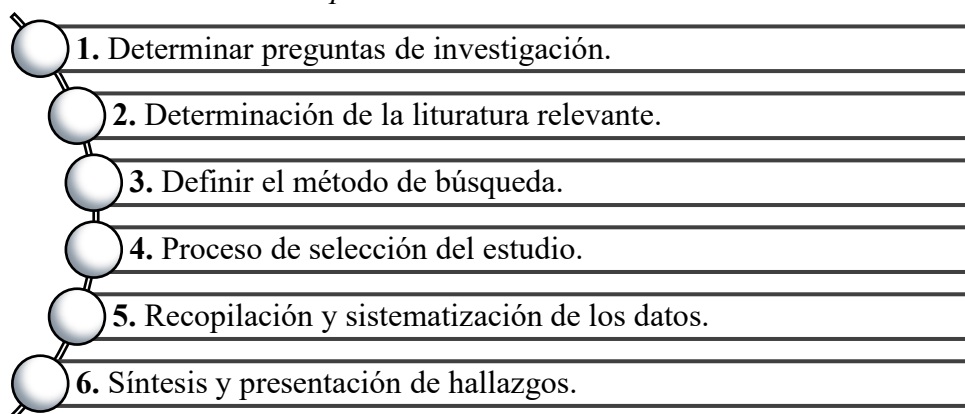 1. Determinar preguntas de investigación.
2. Determinación de la lituratura relevante.
3. Definir el método de búsqueda.
4. Proceso de selección del estudio.
5. Recopilación y sistematización de los datos.
6. Síntesis y presentación de hallazgos.